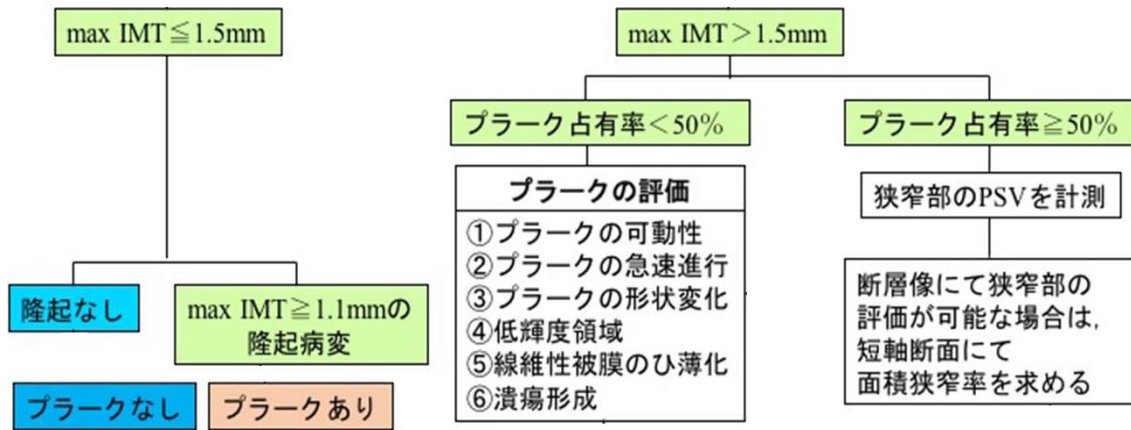 max IMT≦1.5mm
隆起なし
max IMT≧1.1mmの
隆起病変
プラークなし
プラークあり
max IMT＞1.5mm
プラーク占有率＜50%
プラークの評価
①プラークの可動性
②プラークの急速進行
③プラークの形状変化
④低輝度領域
⑤線維性被膜のひ薄化
⑥潰瘍形成
プラーク占有率≧50%
狭窄部のPSVを計測
断層像にて狭窄部の
評価が可能な場合は,
短軸断面にて
面積狭窄率を求める